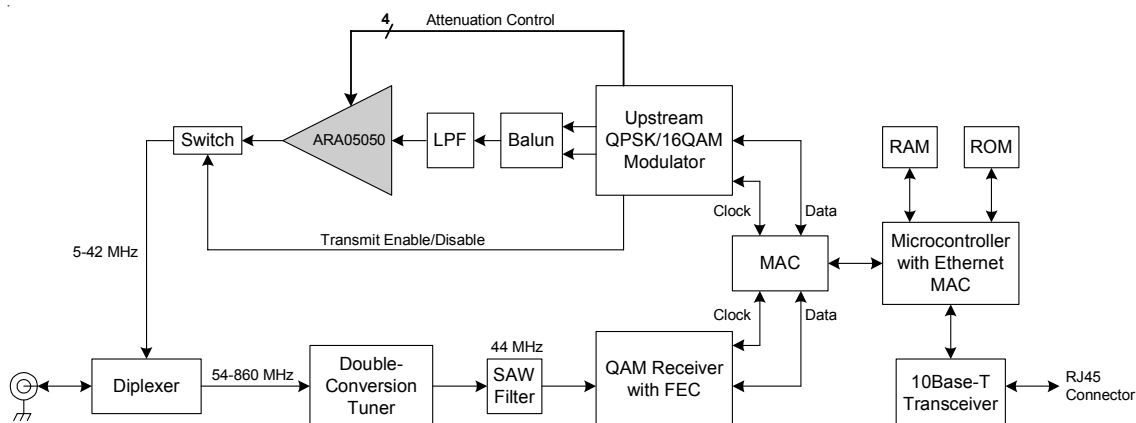 4
Attenuation Control
ARA05050
Switch
LPF
Balun
Upstream
QPSK/16QAM
Modulator
RAM
ROM
Clock
Data
Transmit Enable/Disable
5-42 MHz
MAC
Microcontroller
with Ethernet
MAC
Clock
Data
Diplexer
54-860 MHz
Double-
Conversion
Tuner
44 MHz
SAW
Filter
QAM Receiver
with FEC
10Base-T
Transceiver
RJ45
Connector